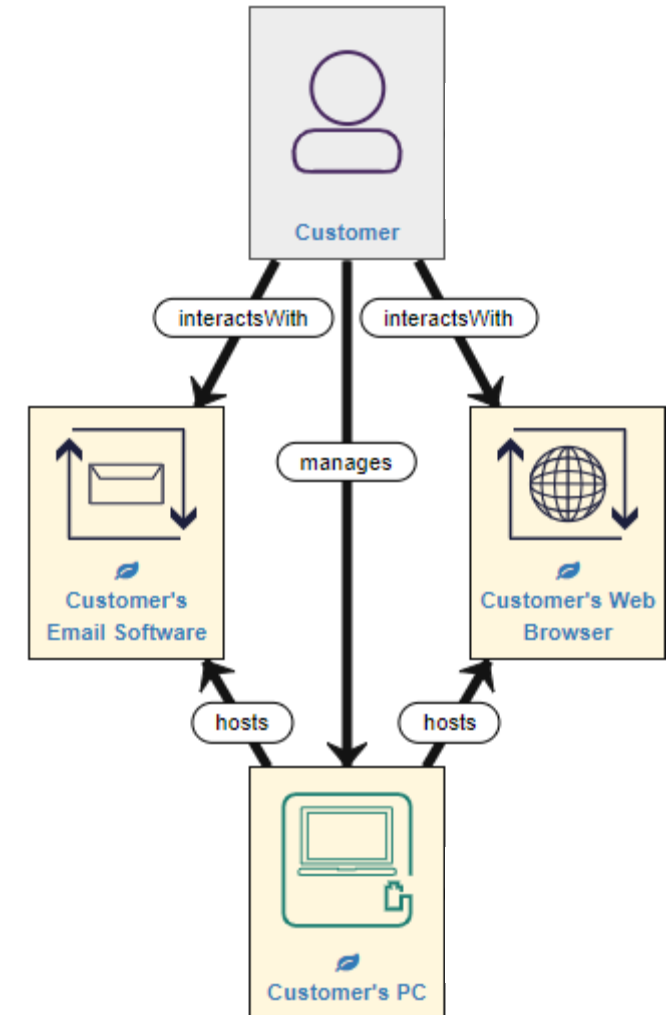 Customer
interactsWith
interactsWith
manages
Customer's
Email Software
Customer's Web
Browser
hosts
hosts
Customer's PC